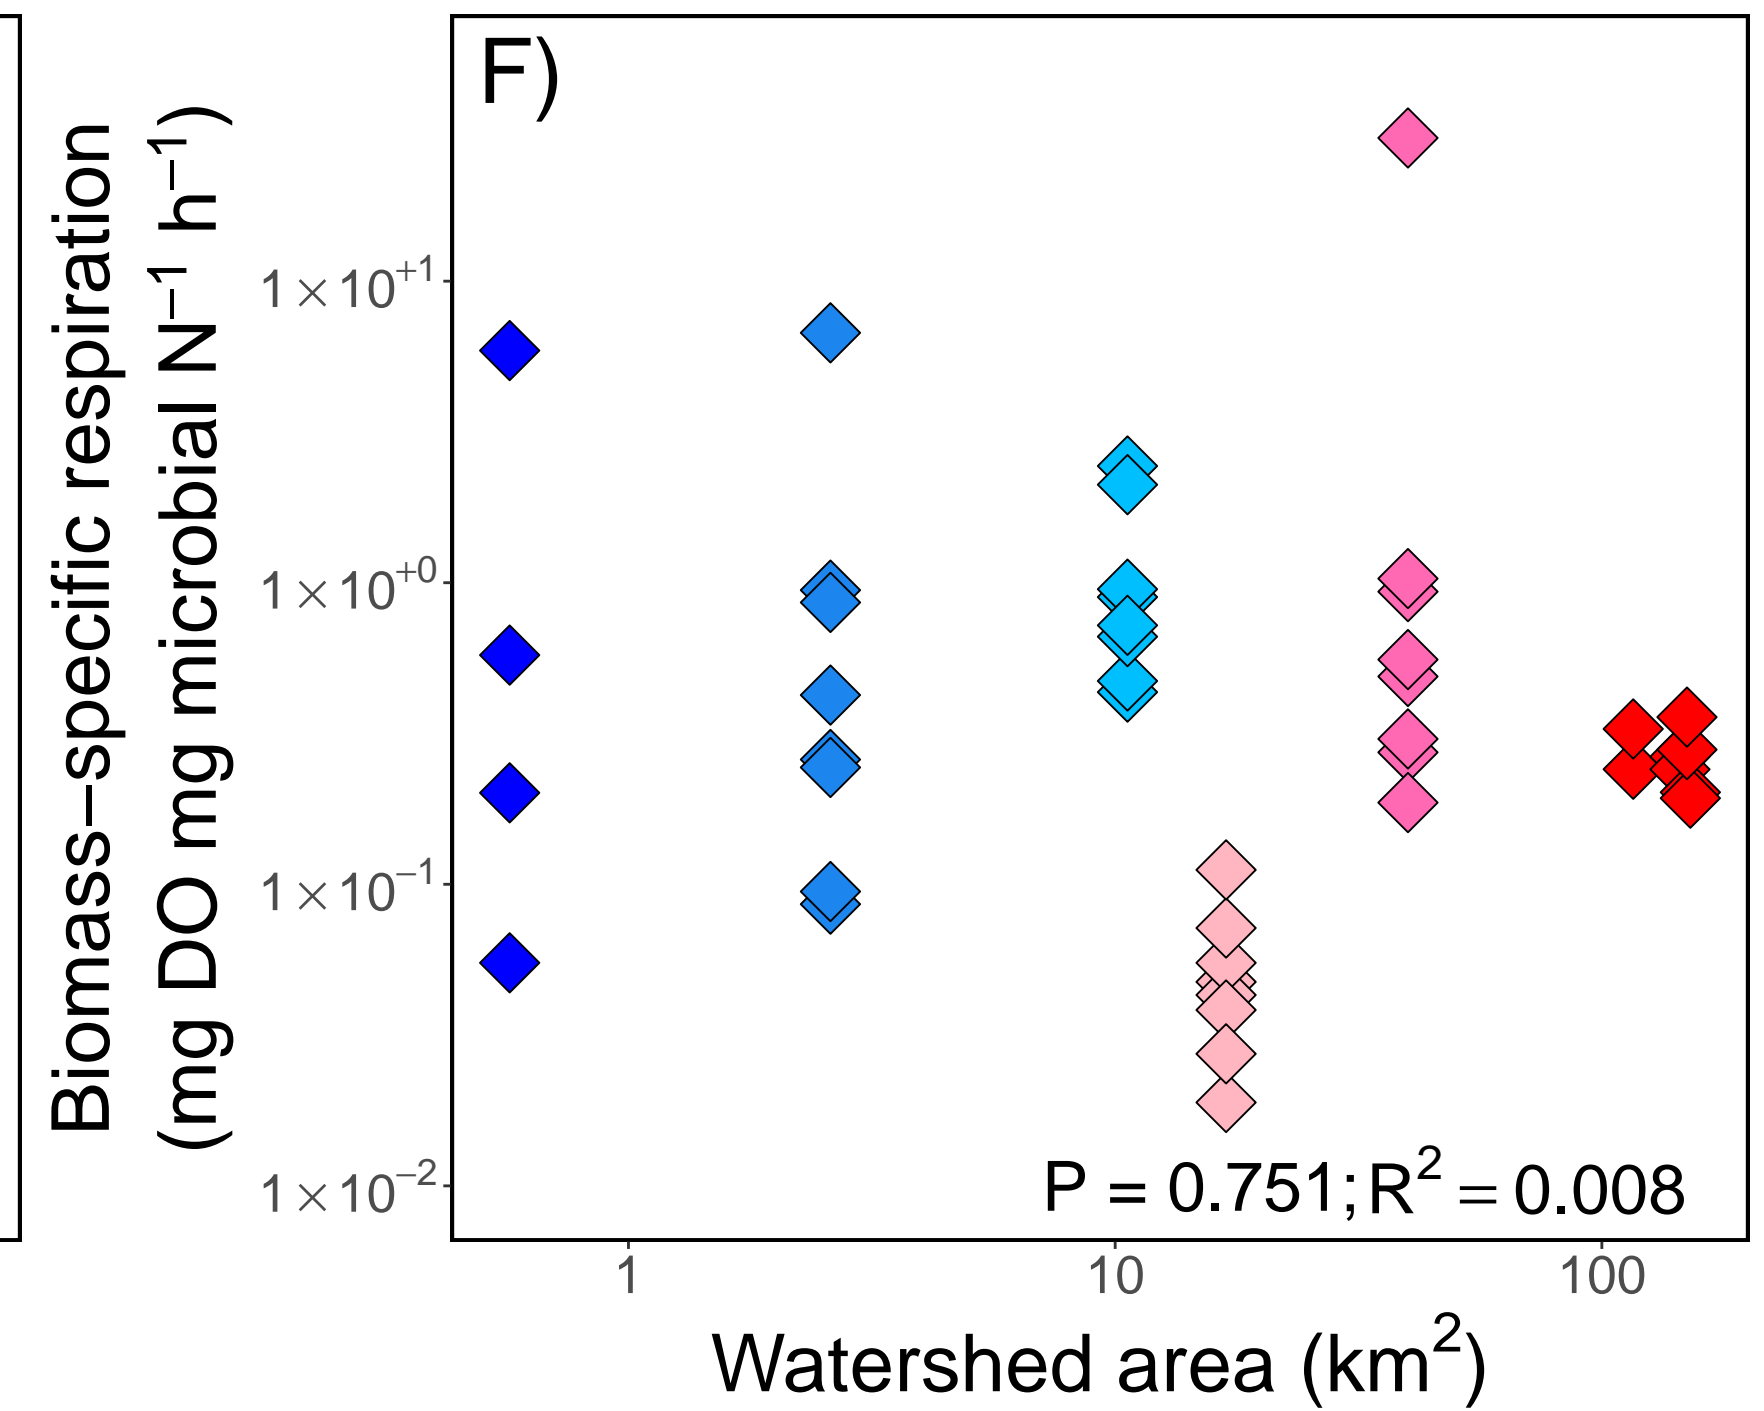 F)
Biomass–specific respiration
(mg DO mg microbial N⁻¹ h⁻¹)
1×10⁺¹
1×10⁺⁰
1×10⁻¹
1×10⁻²
P = 0.751; R² = 0.008
1 10 100
Watershed area (km²)